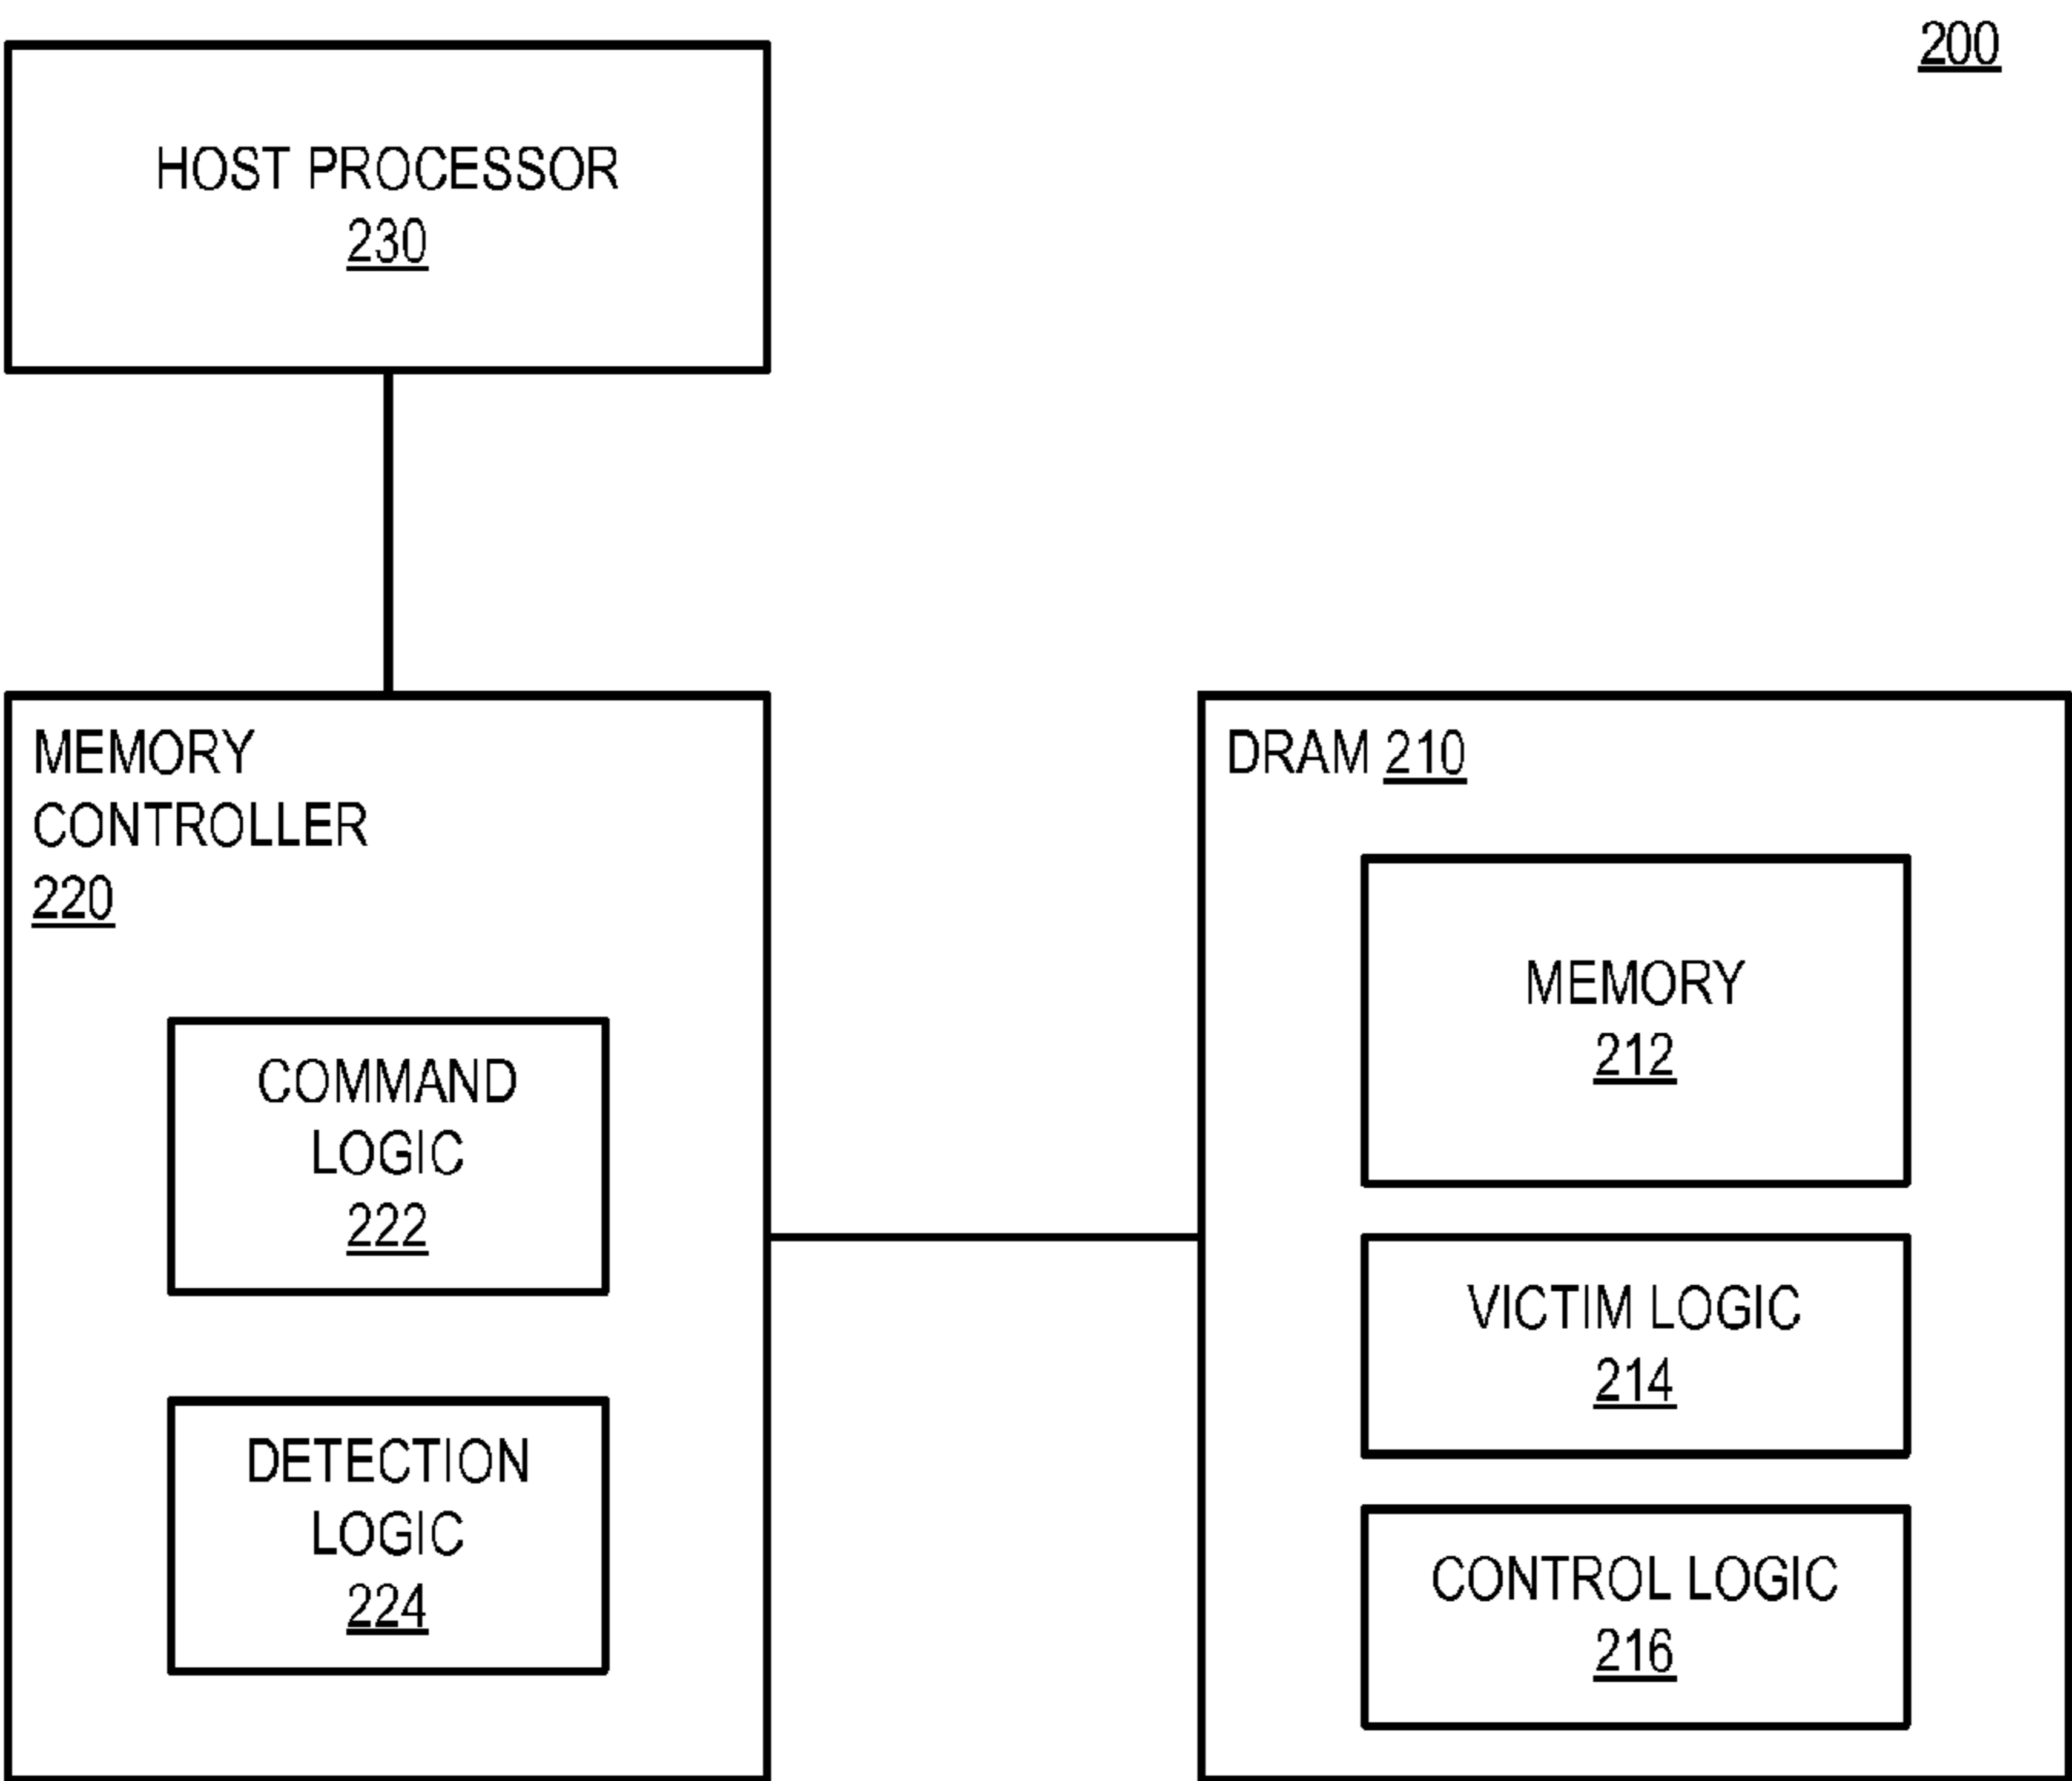 200
HOST PROCESSOR
230
MEMORY
CONTROLLER
220
COMMAND
LOGIC
222
DETECTION
LOGIC
224
DRAM 210
MEMORY
212
VICTIM LOGIC
214
CONTROL LOGIC
216